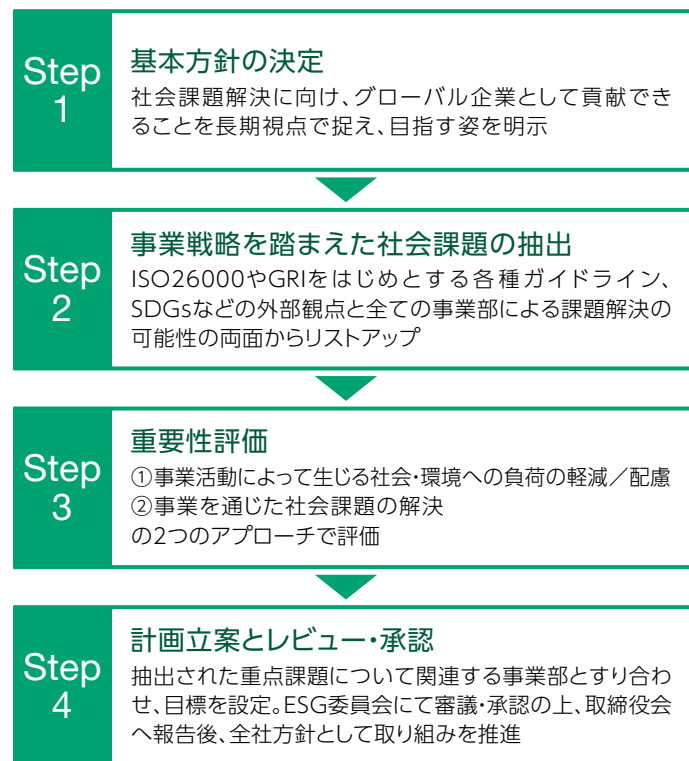 Step
1
基本方針の決定
社会課題解決に向け、グローバル企業として貢献でき
ることを長期視点で捉え、目指す姿を明示
Step
2
事業戦略を踏まえた社会課題の抽出
ISO26000やGRIをはじめとする各種ガイドライン、
SDGsなどの外部観点と全ての事業部による課題解決の
可能性の両面からリストアップ
Step
3
重要性評価
①事業活動によって生じる社会・環境への負荷の軽減／配慮
②事業を通じた社会課題の解決
の2つのアプローチで評価
Step
4
計画立案とレビュー・承認
抽出された重点課題について関連する事業部とすり合わ
せ、目標を設定。ESG委員会にて審議・承認の上、取締役会
へ報告後、全社方針として取り組みを推進